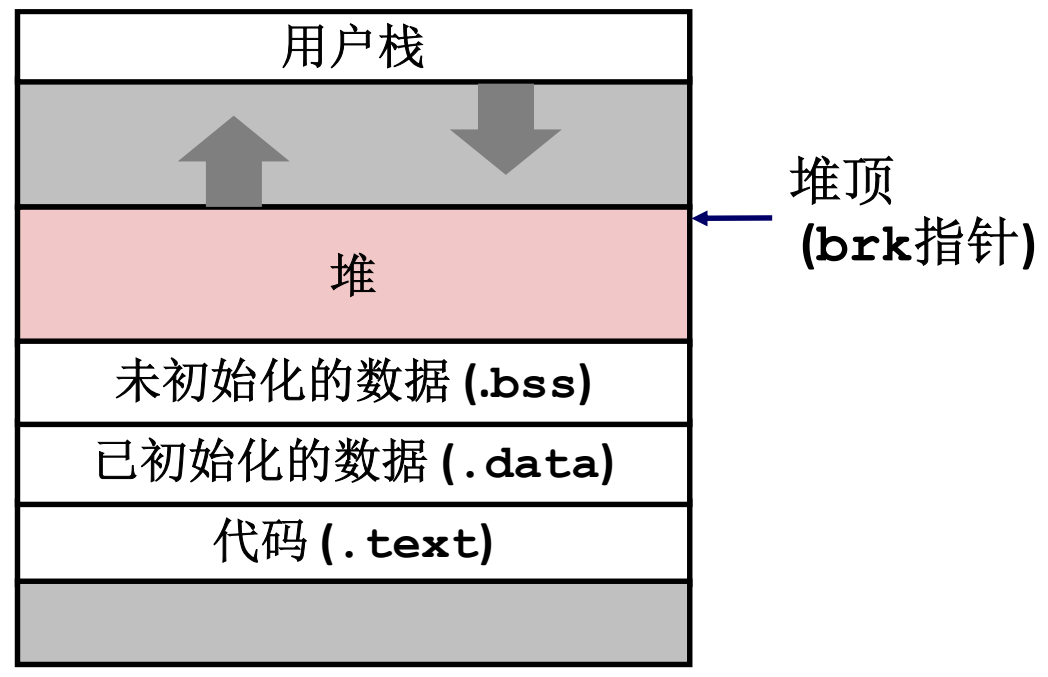 用户栈
堆顶
(brk指针)
堆
未初始化的数据(.bss)
已初始化的数据(.data)
代码(.text)